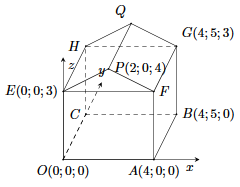 Q
H
G(4;5;3)
z
y
P(2;0;4)
E(0;0;3)
F
C
B(4;5;0)
O(0;0;0)
A(4;0;0)
x